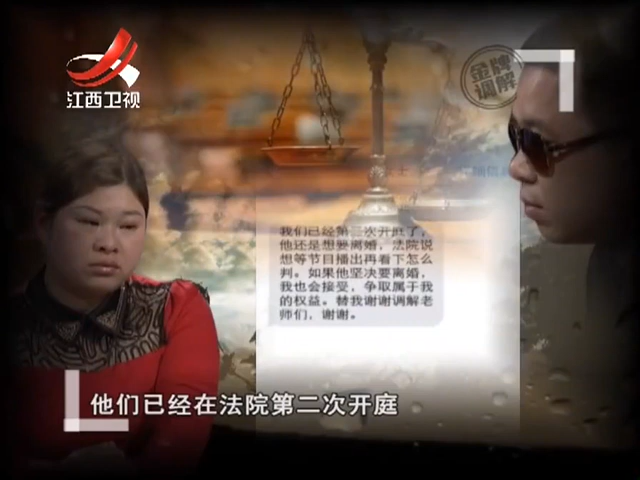 江西卫视
金牌
调解
我们已经第二次开庭了，
他还是想要离婚，法院说
想等节目播出再看下怎么
判。如果他坚决要离婚，
我也会接受，争取属于我
的权益。替我谢谢调解老
师们，谢谢。
他们已经在法院第二次开庭